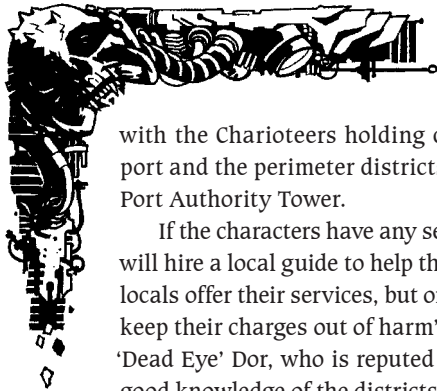 with the Charioteers holding
port and the perimeter district
Port Authority Tower.
If the characters have any
will hire a local guide to help
locals offer their services, but
keep their charges out of harm'
'Dead Eye' Dor, who is reputed
good knowledge of the districts